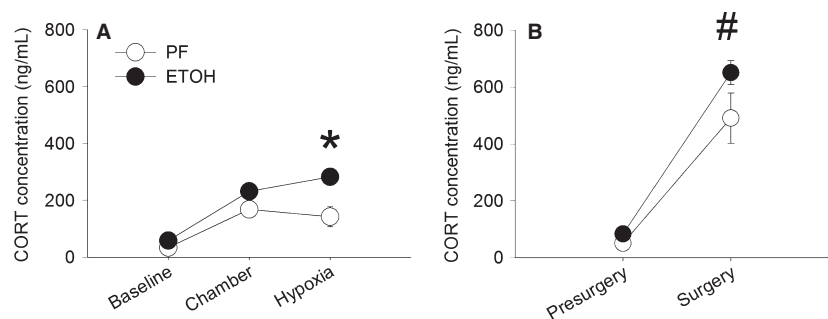 A
CORT concentration (ng/mL)
800
600
400
200
0
PF
ETOH
*
Baseline
Chamber
Hypoxia
B
CORT concentration (ng/mL)
800
600
400
200
0
#
Presurgery
Surgery